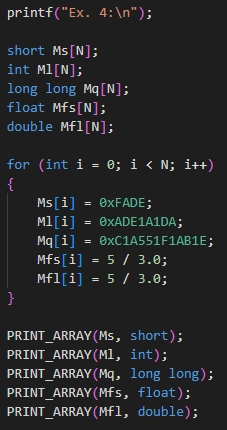 printf("Ex. 4:\n");
short Ms[N];
int Ml[N];
long long Mq[N];
float Mfs[N];
double Mfl[N];
for (int i = 0; i < N; i++)
{
Ms[i] = 0xFADE;
Ml[i] = 0xADE1A1DA;
Mq[i] = 0xC1A551F1AB1E;
Mfs[i] = 5 / 3.0;
Mfl[i] = 5 / 3.0;
}
PRINT_ARRAY(Ms, short);
PRINT_ARRAY(Ml, int);
PRINT_ARRAY(Mq, long long);
PRINT_ARRAY(Mfs, float);
PRINT_ARRAY(Mfl, double);